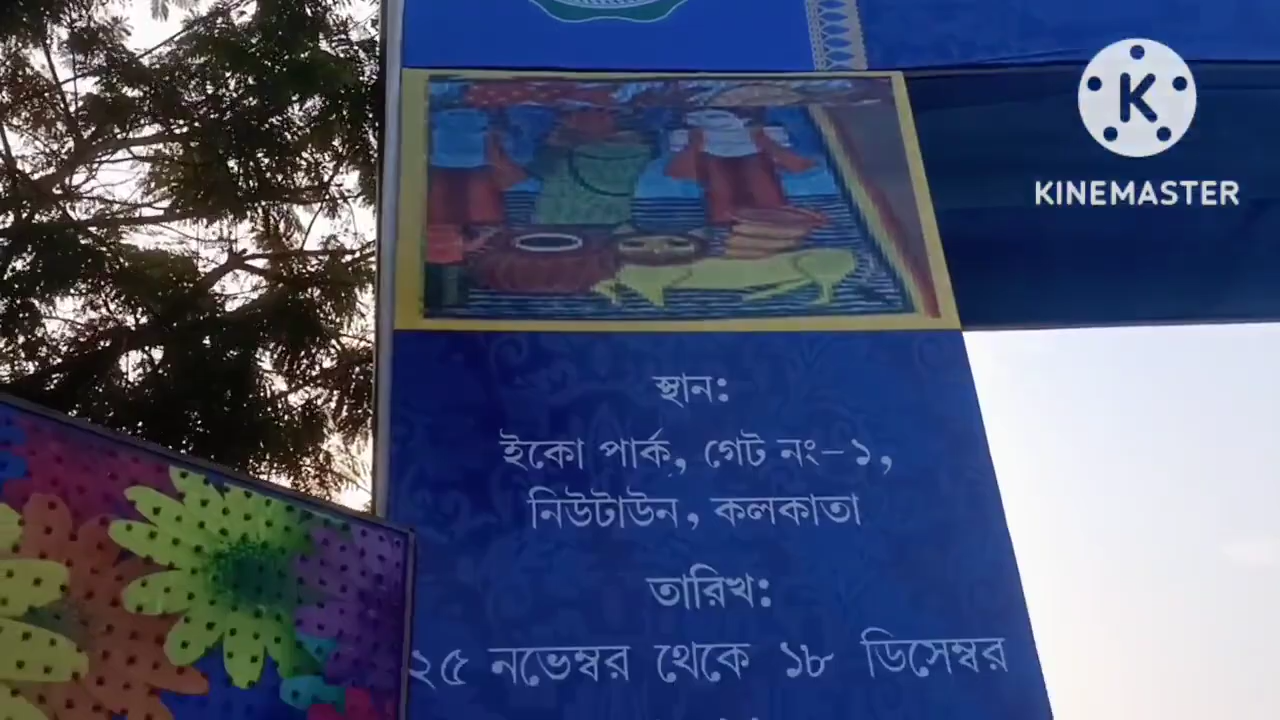 KINEMASTER
স্থান:
ইকো পার্ক, গেট নং-১,
নিউটাউন, কলকাতা
তারিখ:
২৫ নভেম্বর থেকে ১৮ ডিসেম্বর